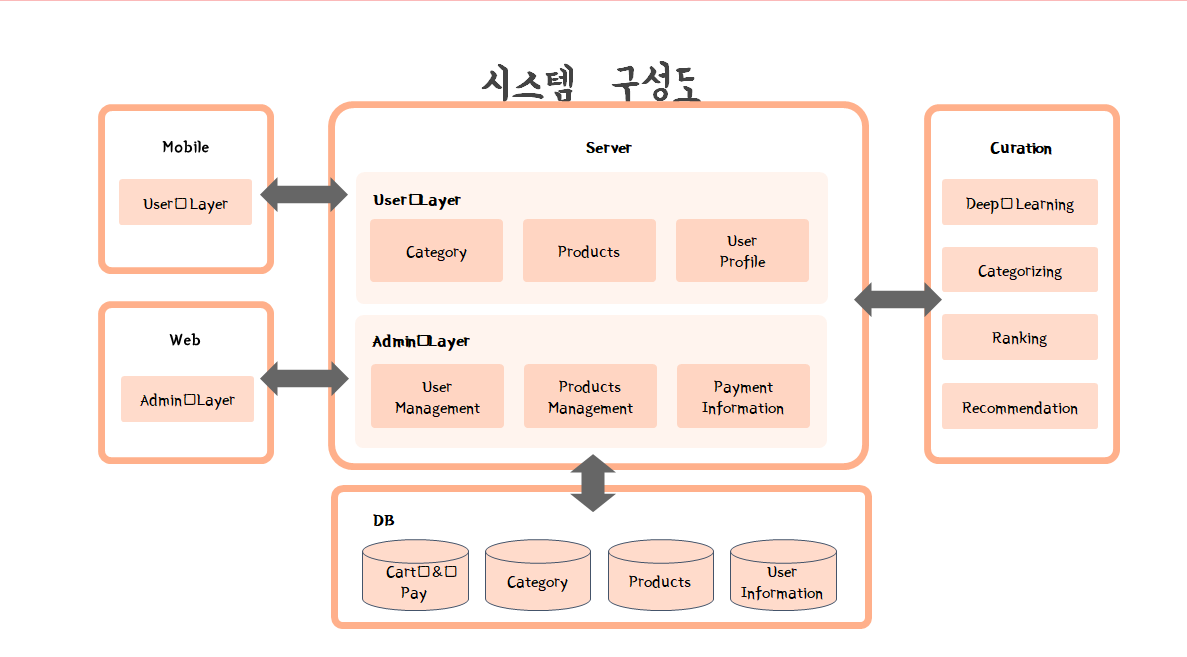 시스템 구성도
Mobile
User□Layer
Web
Admin□Layer
Server
User□Layer
Category
Products
User
Profile
Admin□Layer
User
Management
Products
Management
Payment
Information
Curation
Deep□Learning
Categorizing
Ranking
Recommendation
DB
Cart□&□
Pay
Category
Products
User
Information